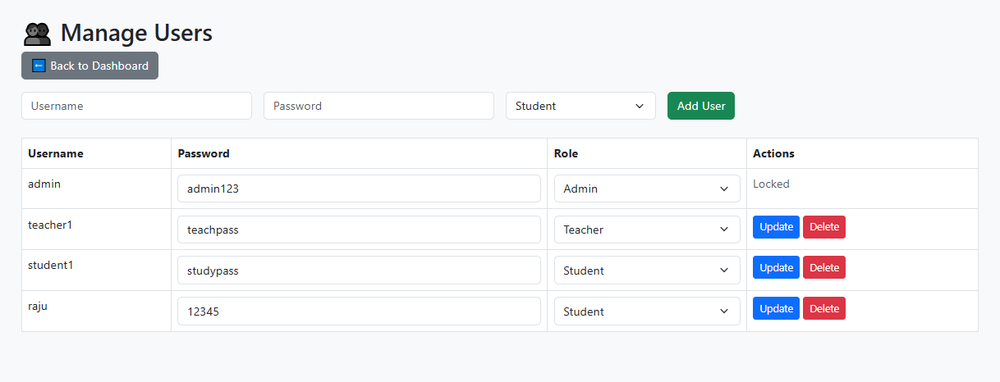 👥 Manage Users
⬅ Back to Dashboard
Username Password Student Add User
Username Password Role Actions
admin admin123 Admin Locked
teacher1 teachpass Teacher Update Delete
student1 studypass Student Update Delete
raju 12345 Student Update Delete